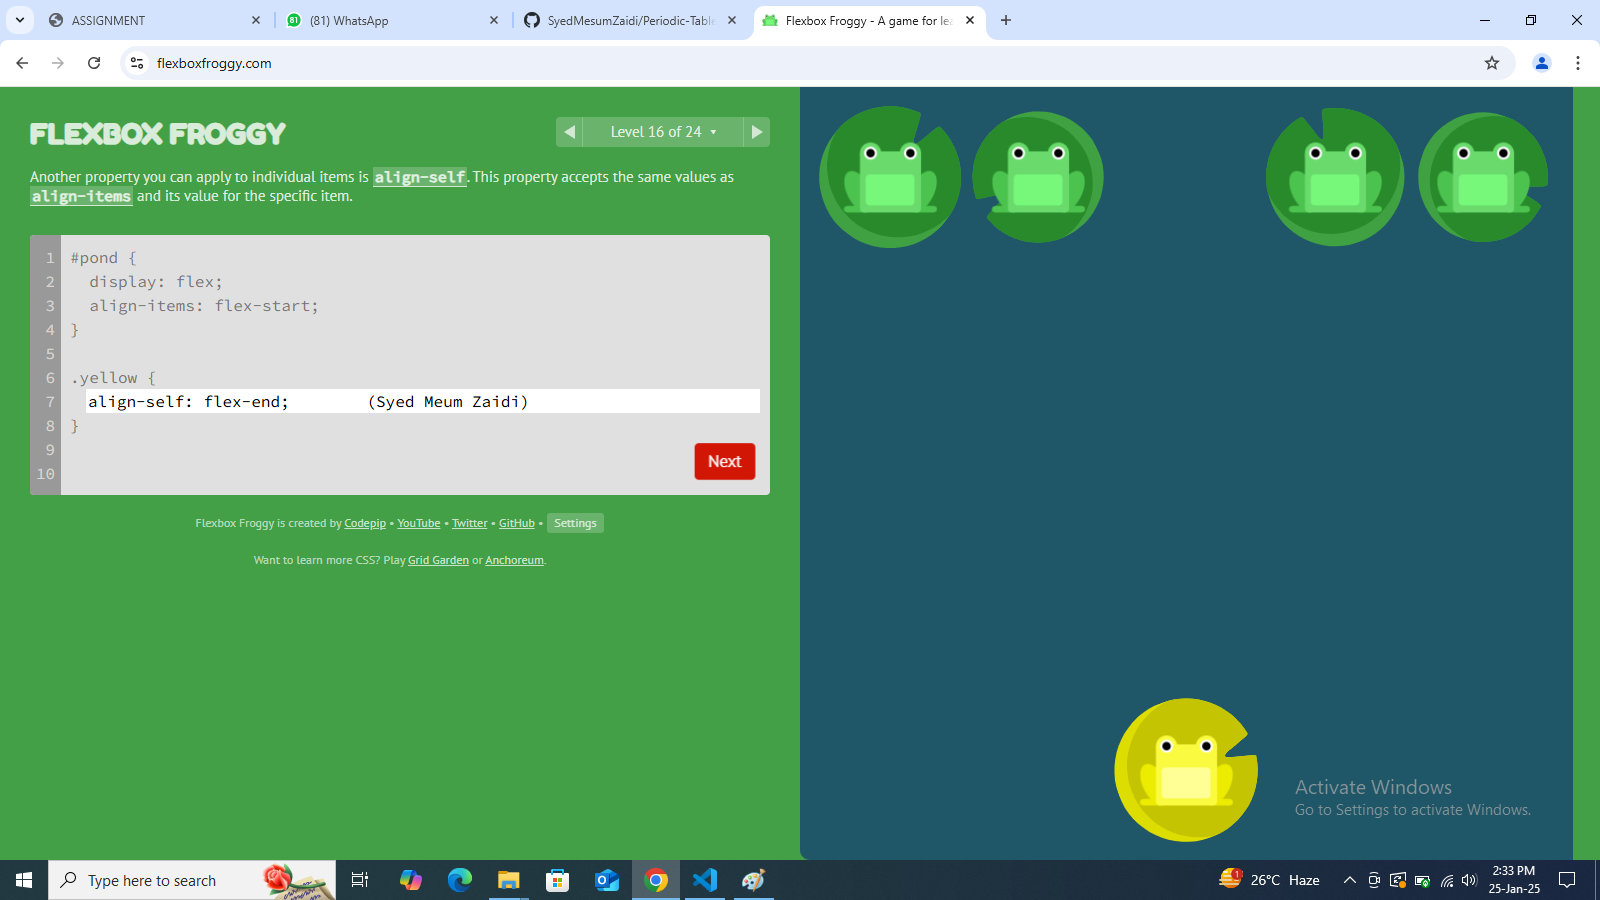 ASSIGNMENT
(81) WhatsApp
SyedMesumZaidi/Periodic-Table
Flexbox Froggy - A game for lea
flexboxfroggy.com
FLEXBOX FROGGY
Level 16 of 24 ▼
Another property you can apply to individual items is align-self. This property accepts the same values as
align-items and its value for the specific item.
1 #pond {
2 display: flex;
3 align-items: flex-start;
4 }
5
6 .yellow {
7 align-self: flex-end; (Syed Meum Zaidi)
8 }
9
10
Next
Flexbox Froggy is created by Codepip • YouTube • Twitter • GitHub • Settings
Want to learn more CSS? Play Grid Garden or Anchoreum.
Activate Windows
Go to Settings to activate Windows.
Type here to search
1
26°C Haze
2:33 PM
25-Jan-25